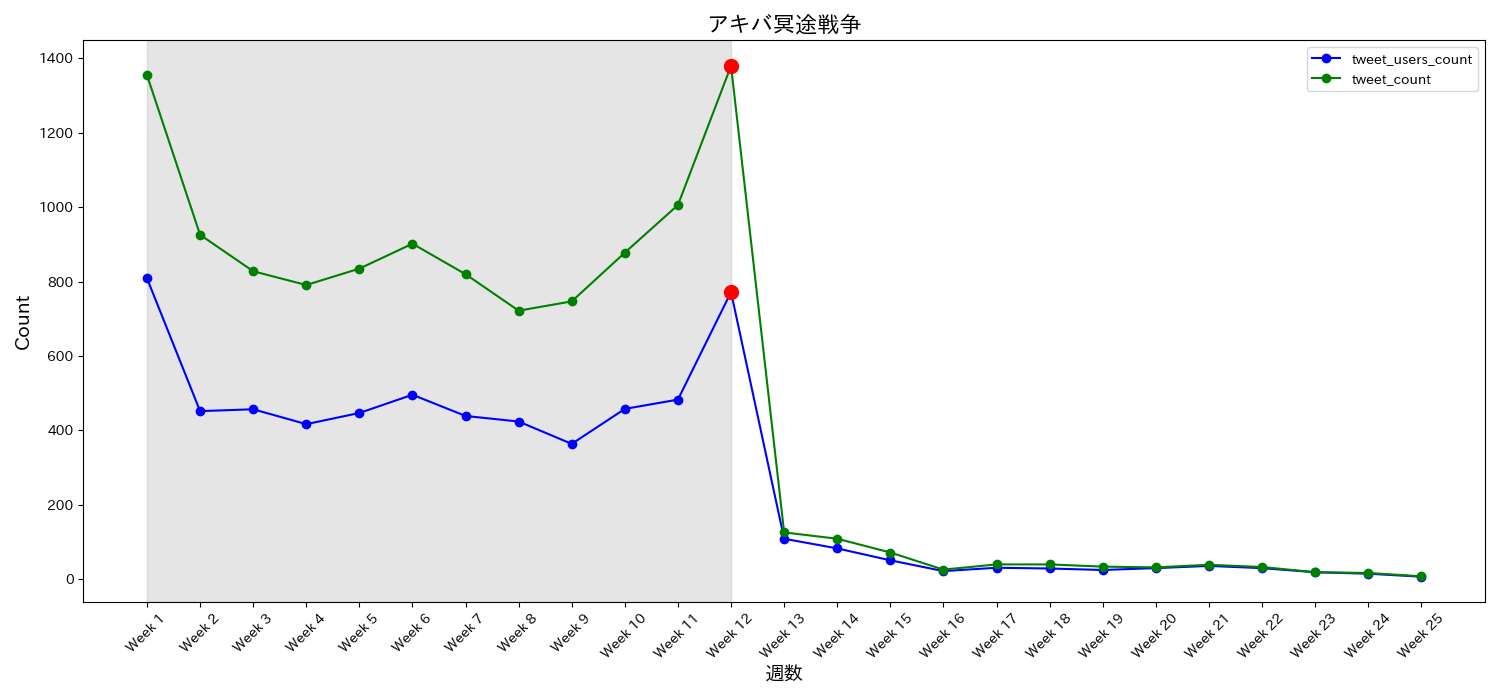 アキバ冥途戦争
tweet_users_count
tweet_count
Count
1400
1200
1000
800
600
400
200
0
Week 1
Week 2
Week 3
Week 4
Week 5
Week 6
Week 7
Week 8
Week 9
Week 10
Week 11
Week 12
Week 13
Week 14
Week 15
Week 16
Week 17
Week 18
Week 19
Week 20
Week 21
Week 22
Week 23
Week 24
Week 25
週数